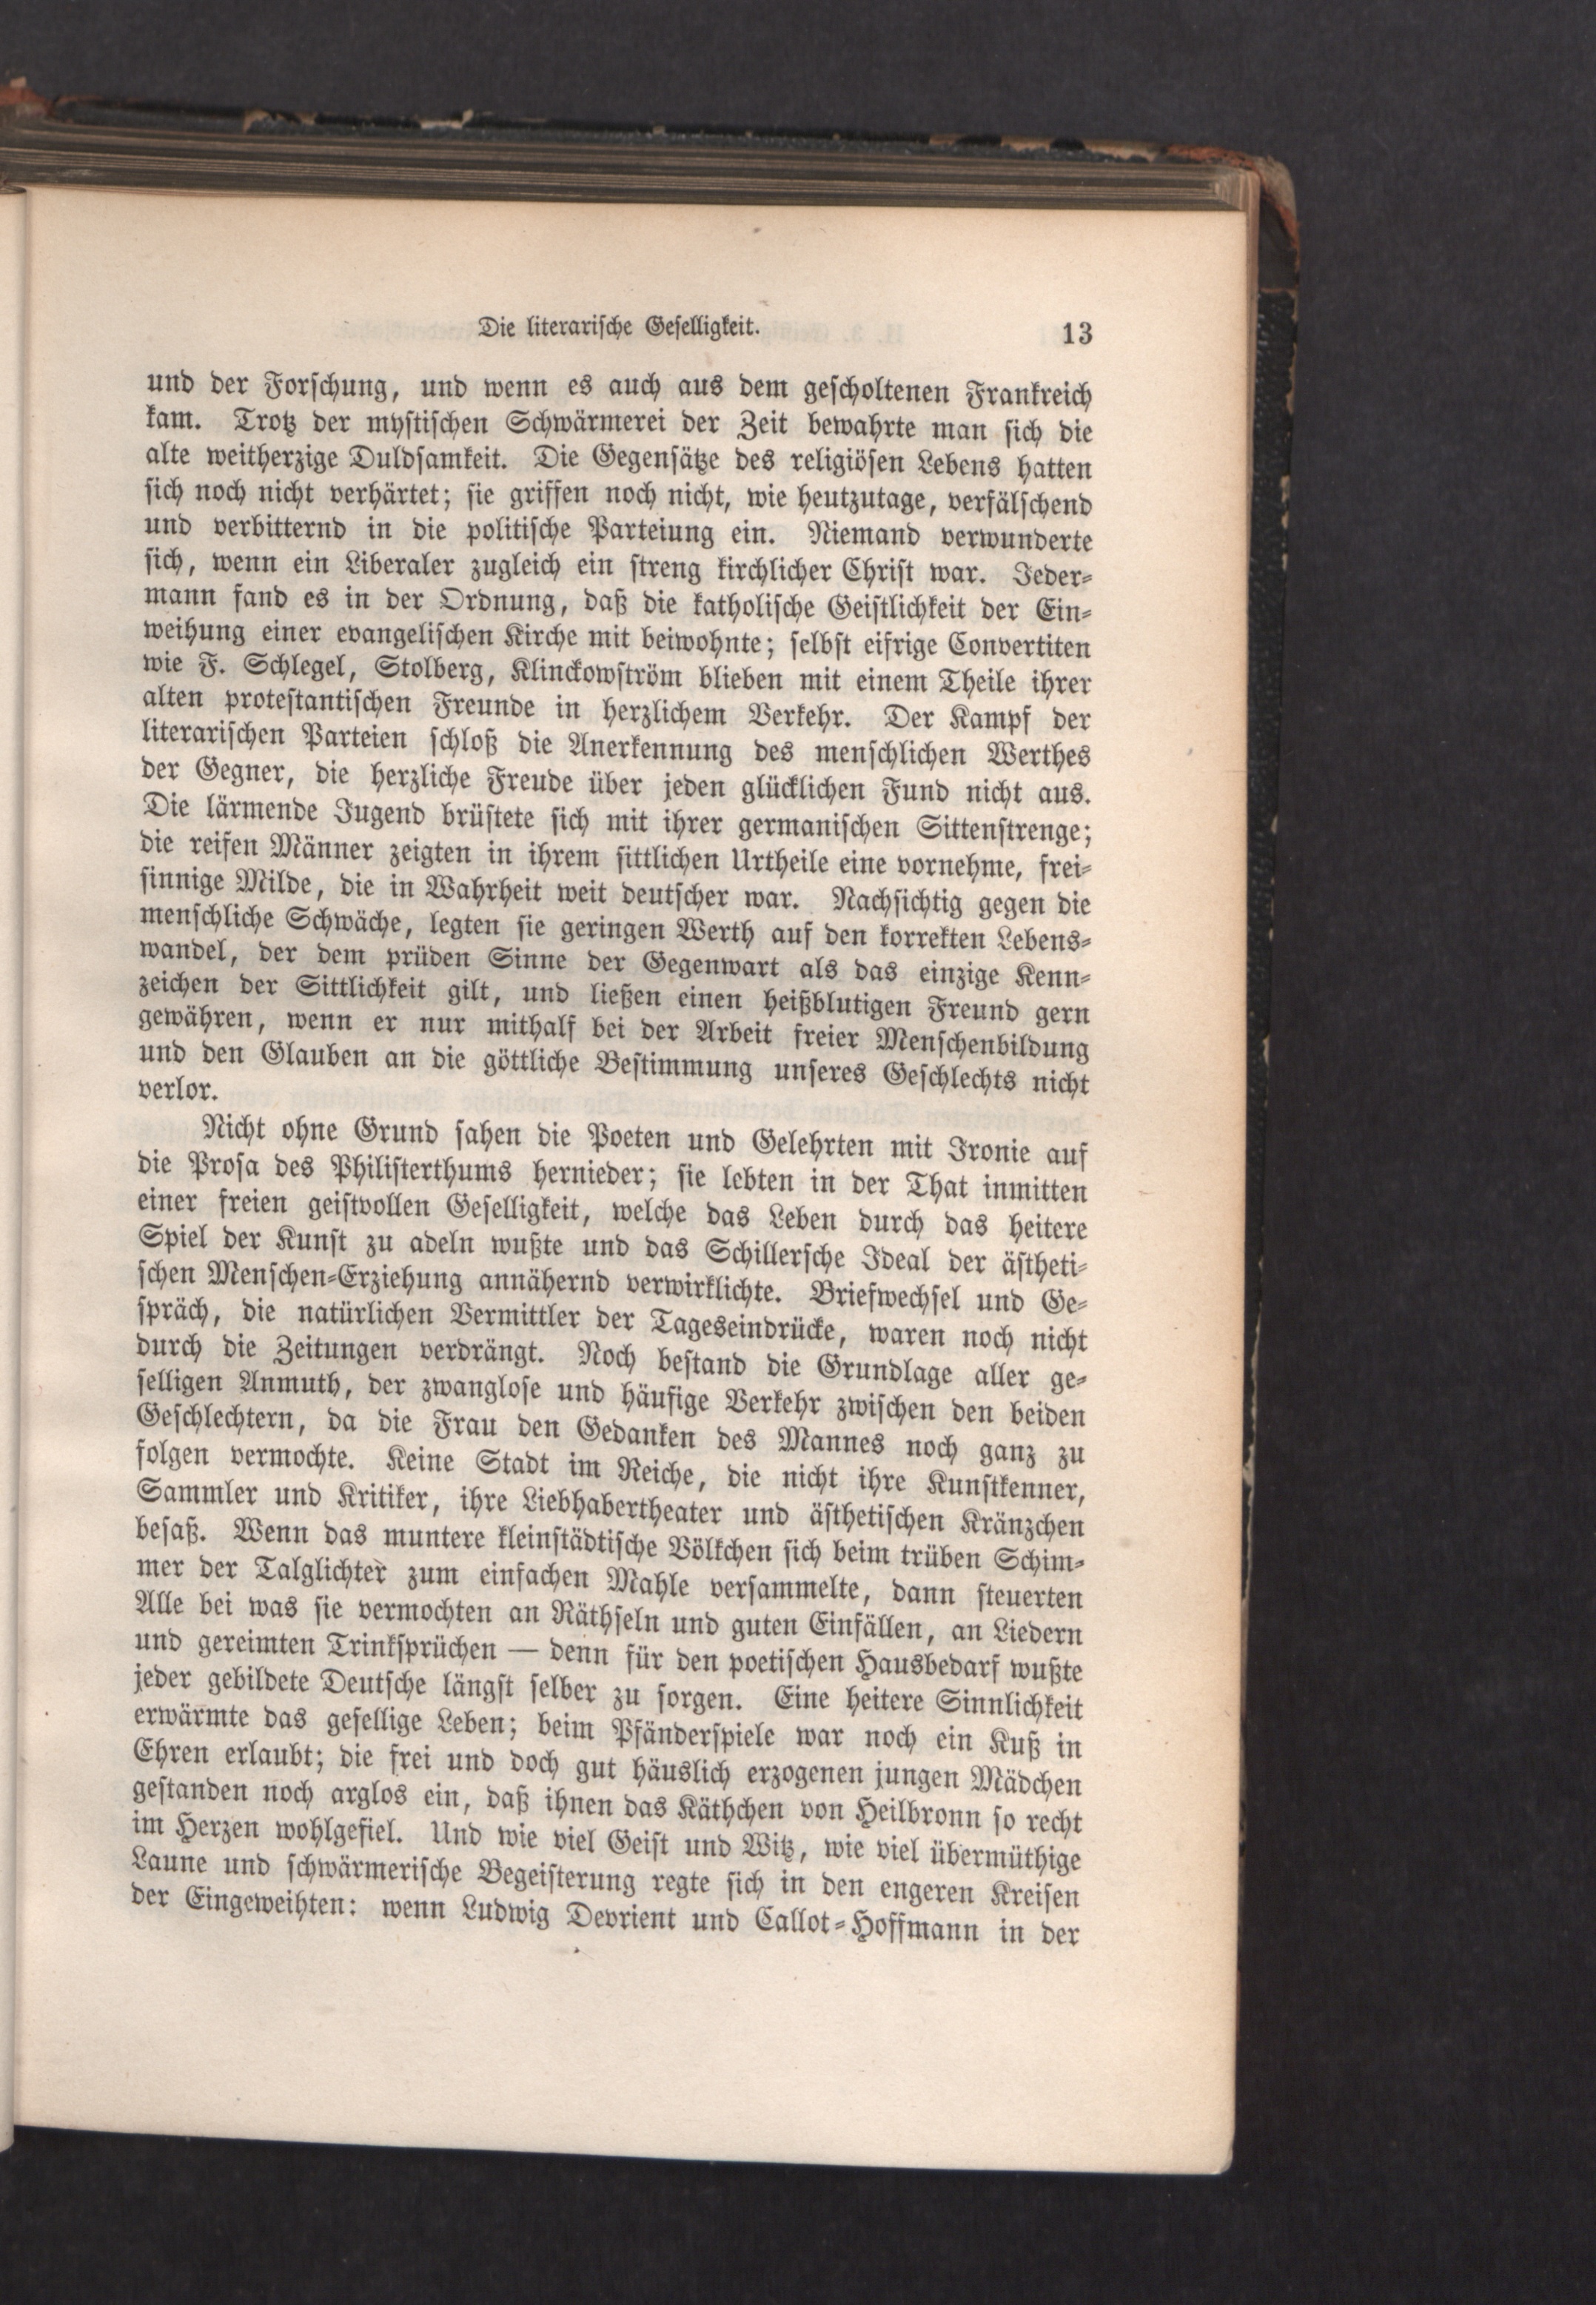 Die literarische Geselligkeit. 13
und der Forschung, und wenn es auch aus dem gescholtenen Frankreich
kam. Trotz der mystischen Schwärmerei der Zeit bewahrte man sich die
alte weitherzige Duldsamkeit. Die Gegensätze des religiösen Lebens hatten
sich noch nicht verhärtet; sie griffen noch nicht, wie heutzutage, verfälschend
und verbitternd in die politische Parteiung ein. Niemand verwunderte
sich, wenn ein Liberaler zugleich ein streng kirchlicher Christ war. Jeder-
mann fand es in der Ordnung, daß die katholische Geistlichkeit der Ein-
weihung einer evangelischen Kirche mit beiwohnte; selbst eifrige Convertiten
wie F. Schlegel, Stolberg, Klinckowström blieben mit einem Theile ihrer
alten protestantischen Freunde in herzlichem Verkehr. Der Kampf der
literarischen Parteien schloß die Anerkennung des menschlichen Werthes
der Gegner, die herzliche Freude über jeden glücklichen Fund nicht aus.
Die lärmende Jugend brüstete sich mit ihrer germanischen Sittenstrenge;
die reifen Männer zeigten in ihrem sittlichen Urtheile eine vornehme, frei-
sinnige Milde, die in Wahrheit weit deutscher war. Nachsichtig gegen die
menschliche Schwäche, legten sie geringen Werth auf den korrekten Lebens-
wandel, der dem prüden Sinne der Gegenwart als das einzige Kenn-
zeichen der Sittlichkeit gilt, und ließen einen heißblutigen Freund gern
gewähren, wenn er nur mithalf bei der Arbeit freier Menschenbildung
und den Glauben an die göttliche Bestimmung unseres Geschlechts nicht
verlor.
Nicht ohne Grund sahen die Poeten und Gelehrten mit Ironie auf
die Prosa des Philisterthums hernieder; sie lebten in der That inmitten
einer freien geistvollen Geselligkeit, welche das Leben durch das heitere
Spiel der Kunst zu adeln wußte und das Schillersche Ideal der ästheti-
schen Menschen-Erziehung annähernd verwirklichte. Briefwechsel und Ge-
spräch, die natürlichen Vermittler der Tageseindrücke, waren noch nicht
durch die Zeitungen verdrängt. Noch bestand die Grundlage aller ge-
selligen Anmuth, der zwanglose und häufige Verkehr zwischen den beiden
Geschlechtern, da die Frau den Gedanken des Mannes noch ganz zu
folgen vermochte. Keine Stadt im Reiche, die nicht ihre Kunstkenner,
Sammler und Kritiker, ihre Liebhabertheater und ästhetischen Kränzchen
besaß. Wenn das muntere kleinstädtische Völkchen sich beim trüben Schim-
mer der Talglichter zum einfachen Mahle versammelte, dann steuerten
Alle bei was sie vermochten an Räthseln und guten Einfällen, an Liedern
und gereimten Trinksprüchen — denn für den poetischen Hausbedarf wußte
jeder gebildete Deutsche längst selber zu sorgen. Eine heitere Sinnlichkeit
erwärmte das gesellige Leben; beim Pfänderspiele war noch ein Kuß in
Ehren erlaubt; die frei und doch gut häuslich erzogenen jungen Mädchen
gestanden noch arglos ein, daß ihnen das Käthchen von Heilbronn so recht
im Herzen wohlgefiel. Und wie viel Geist und Witz, wie viel übermüthige
Laune und schwärmerische Begeisterung regte sich in den engeren Kreisen
der Eingeweihten: wenn Ludwig Devrient und Callot-Hoffmann in der